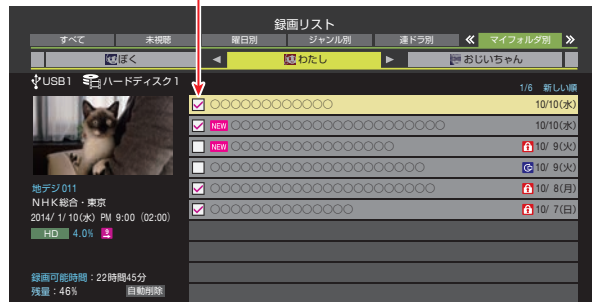 録画リスト
すべて 未視聴 曜日別 ジャンル別 連ドラ別 ≪ マイフォルダ別 ≫
ぼく ◀ わたし ▶ おじいちゃん
USB1 ハードディスク1
1/6 新しい順
○○○○○○○○○○○○ 10/10(水)
NEW ○○○○○○○○○○○○○○○○○○○○○ 10/10(水)
NEW ○○○○○○○○○○○○○○○○ 10/ 9(火)
○○○○○○○○○○○○○○○○○○○○○ 10/ 9(火)
○○○○○○○○○○○○○○○○○○○○○○ 10/ 8(月)
○○○○○○○○○○○○○○ 10/ 7(日)
地デジ011
NHK総合・東京
2014/ 1/10(水) PM 9:00 (02:00)
HD 4.0%
録画可能時間：22時間45分
残量：46% 自動削除